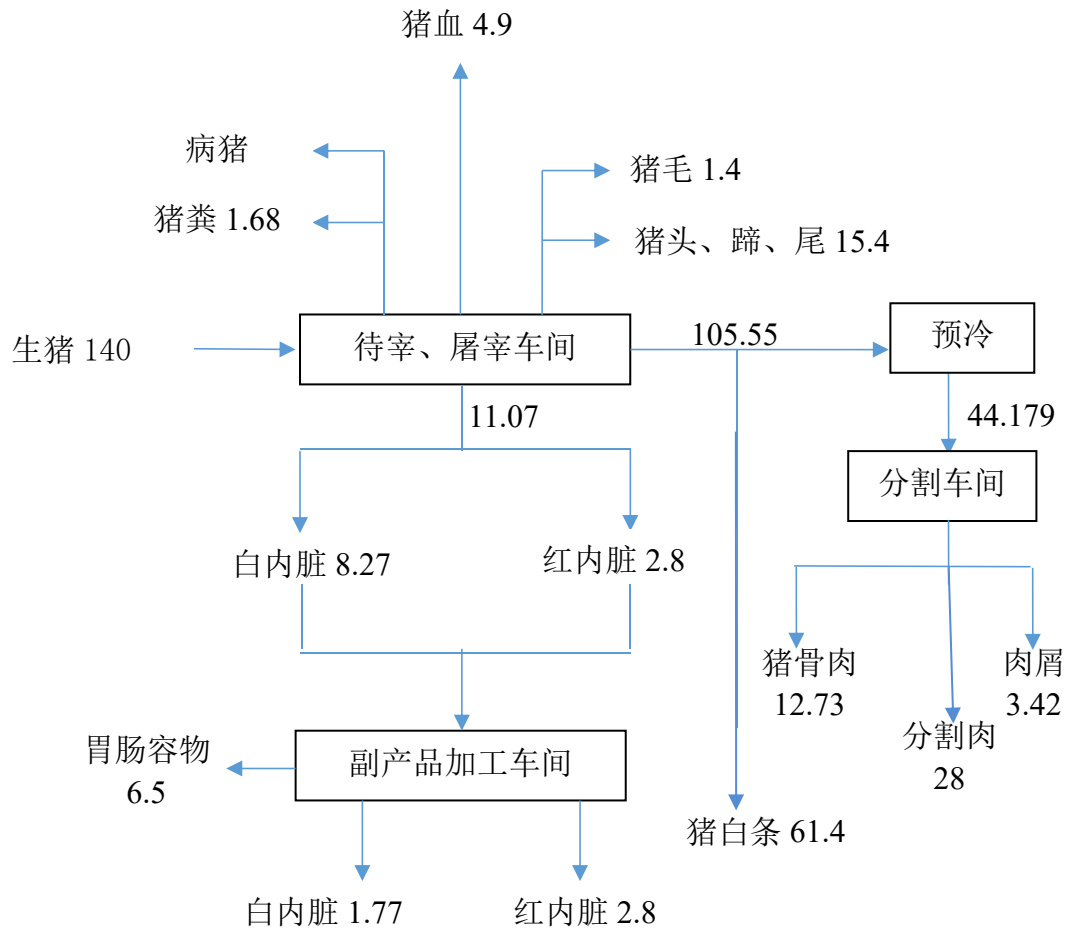 猪血 4.9
病猪
猪毛 1.4
猪粪 1.68
猪头、蹄、尾 15.4
生猪 140
待宰、屠宰车间
105.55
预冷
11.07
44.179
分割车间
白内脏 8.27
红内脏 2.8
猪骨肉
12.73
肉屑
3.42
分割肉
28
胃肠容物
6.5
副产品加工车间
猪白条 61.4
白内脏 1.77
红内脏 2.8